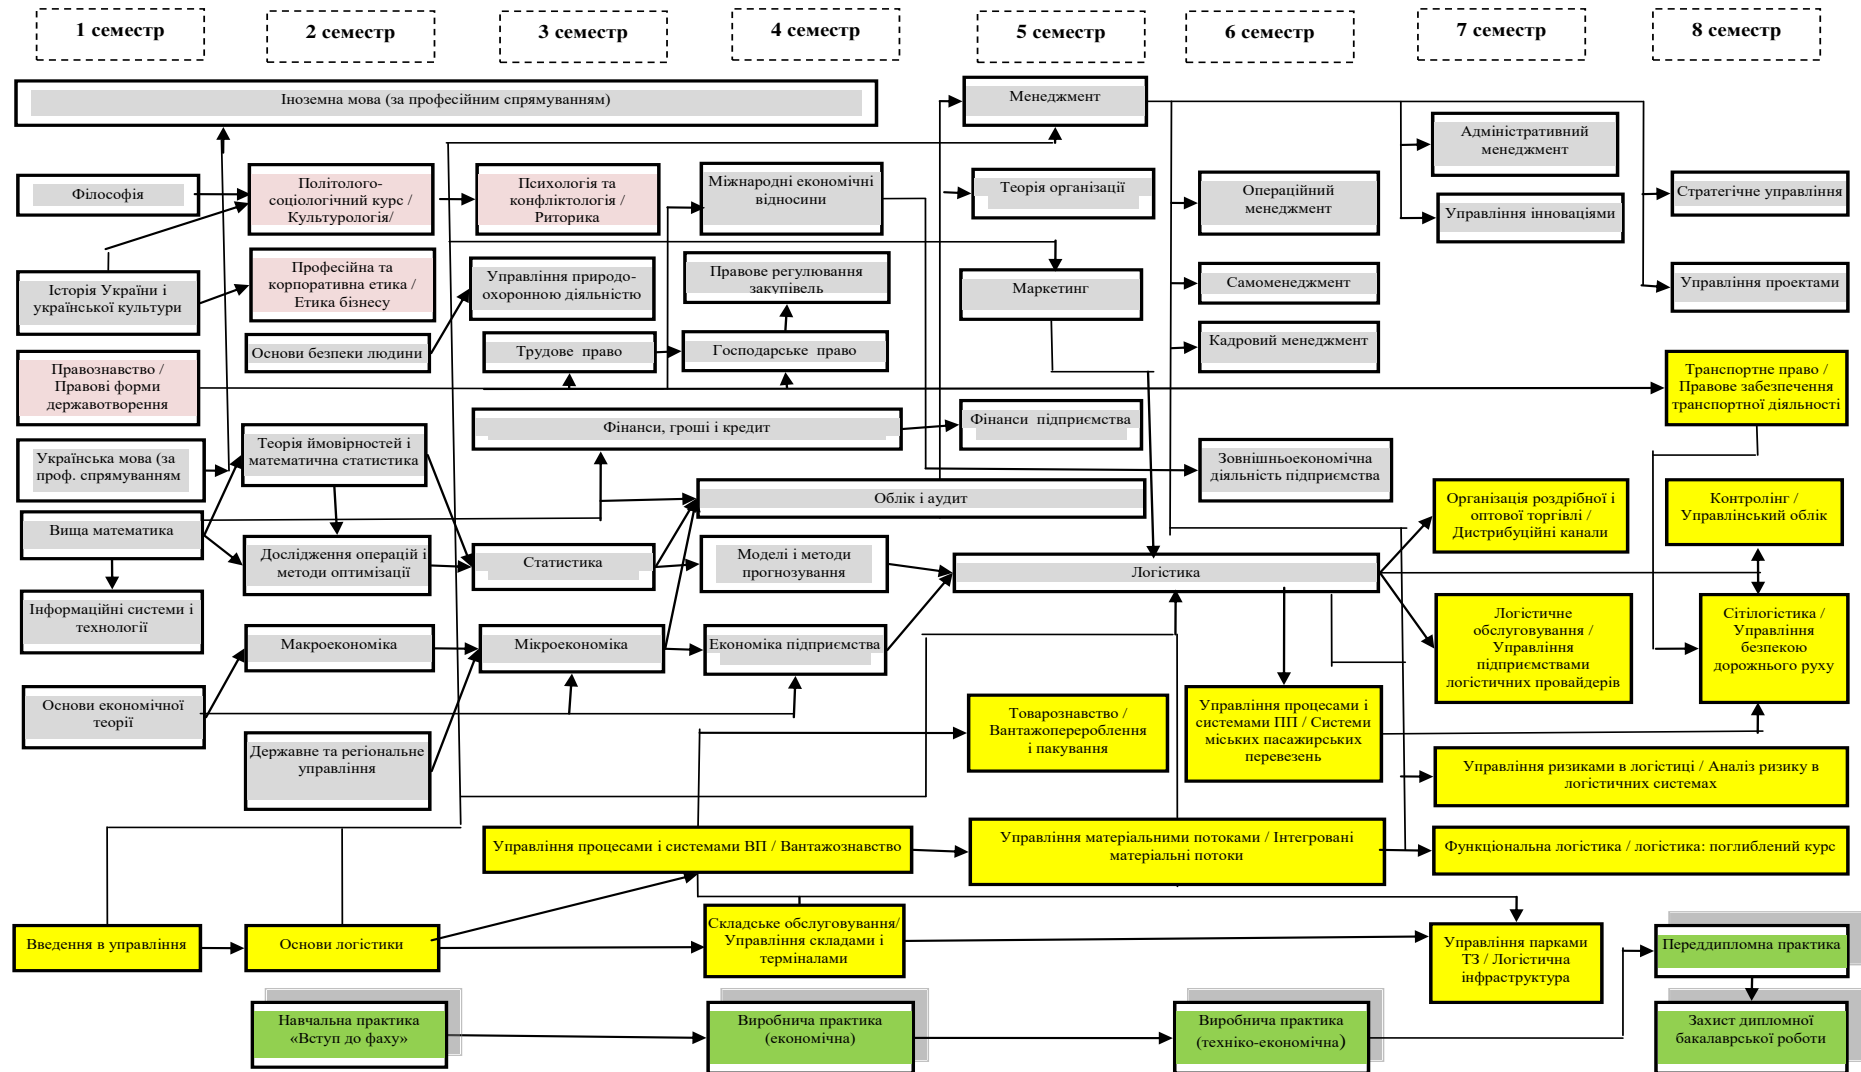 1 семестр
2 семестр
3 семестр
4 семестр
5 семестр
6 семестр
7 семестр
8 семестр
Іноземна мова (за професійним спрямуванням)
Менеджмент
Адміністративний
менеджмент
Філософія
Політолого-
соціологічний курс /
Культурологія/
Психологія та
конфліктологія /
Риторика
Міжнародні економічні
відносини
Теорія організації
Операційний
менеджмент
Управління інноваціями
Стратегічне управління
Історія України і
української культури
Професійна та
корпоративна етика /
Етика бізнесу
Управління природо-
охоронною діяльністю
Правове регулювання
закупівель
Маркетинг
Самоменеджмент
Управління проектами
Основи безпеки людини
Трудове право
Господарське право
Кадровий менеджмент
Правознавство /
Правові форми
державотворення
Транспортне право /
Правове забезпечення
транспортної діяльності
Українська мова (за
проф. спрямуванням
Теорія ймовірностей і
математична статистика
Фінанси, гроші і кредит
Фінанси підприємства
Зовнішньоекономічна
діяльність підприємства
Облік і аудит
Організація роздрібної і
оптової торгівлі /
Дистрибуційні канали
Контролінг /
Управлінський облік
Вища математика
Дослідження операцій і
методи оптимізації
Статистика
Моделі і методи
прогнозування
Логістика
Інформаційні системи і
технології
Макроекономіка
Мікроекономіка
Економіка підприємства
Логістичне
обслуговування /
Управління
підприємствами
логістичних провайдерів
Сітілогістика /
Управління
безпекою
дорожнього руху
Основи економічної
теорії
Державне та регіональне
управління
Товарознавство /
Вантажопереробле­ння
і пакування
Управління процесами і
системами ПП / Системи
міських пасажирських
перевезень
Управління ризиками в логістиці / Аналіз ризику в
логістичних системах
Управління процесами і системами ВП / Вантажознавство
Управління матеріальними потоками / Інтегровані
матеріальні потоки
Функціональна логістика / логістика: поглиблений курс
Введення в управління
Основи логістики
Складське обслуговування/
Управління складами і
терміналами
Управління парками
ТЗ / Логістична
інфраструктура
Переддипломна практика
Навчальна практика
«Вступ до фаху»
Виробнича практика
(економічна)
Виробнича практика
(техніко-економічна)
Захист дипломної
бакалаврської роботи